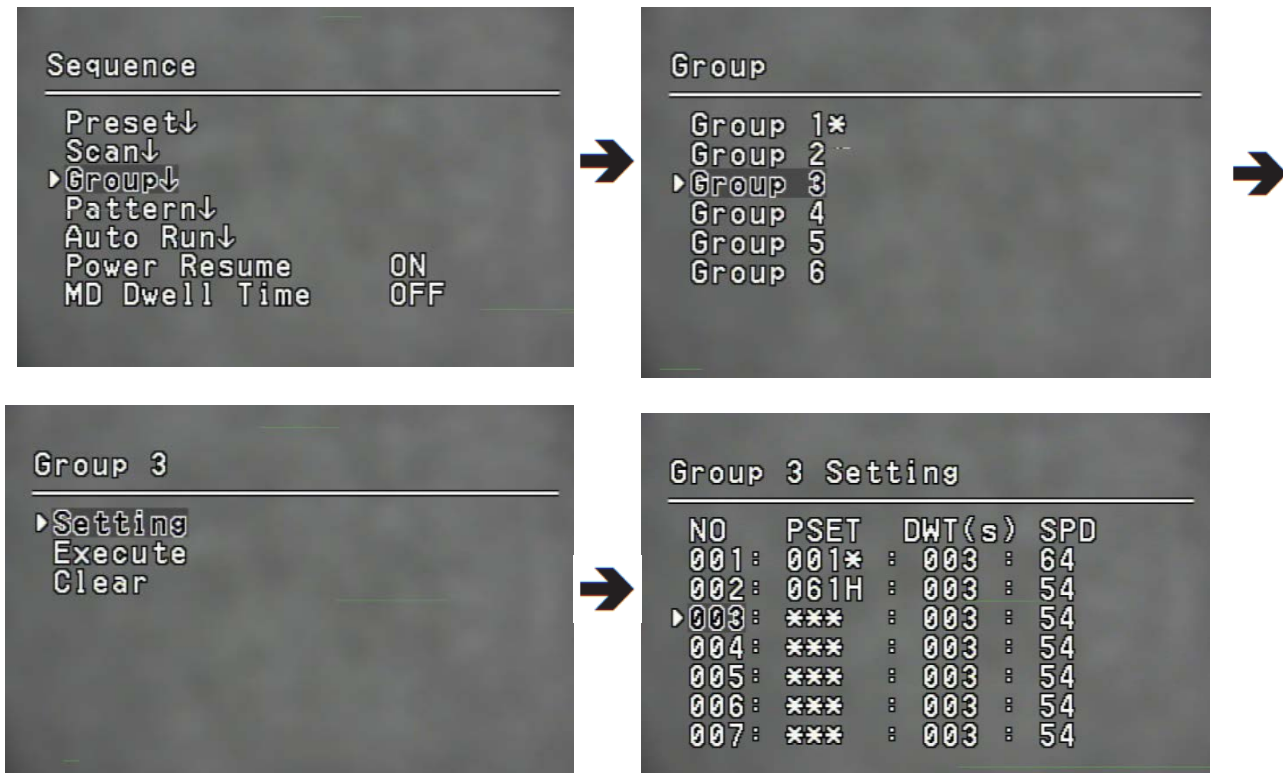 Sequence
Preset↓
Scan↓
Group↓
Pattern↓
Auto Run↓
Power Resume ON
MD Dwell Time OFF
Group
Group 1*
Group 2
Group 3
Group 4
Group 5
Group 6
Group 3
Setting
Execute
Clear
Group 3 Setting
NO PSET DWT(s) SPD
001: 001* : 003 : 64
002: 061H : 003 : 54
003: *** : 003 : 54
004: *** : 003 : 54
005: *** : 003 : 54
006: *** : 003 : 54
007: *** : 003 : 54